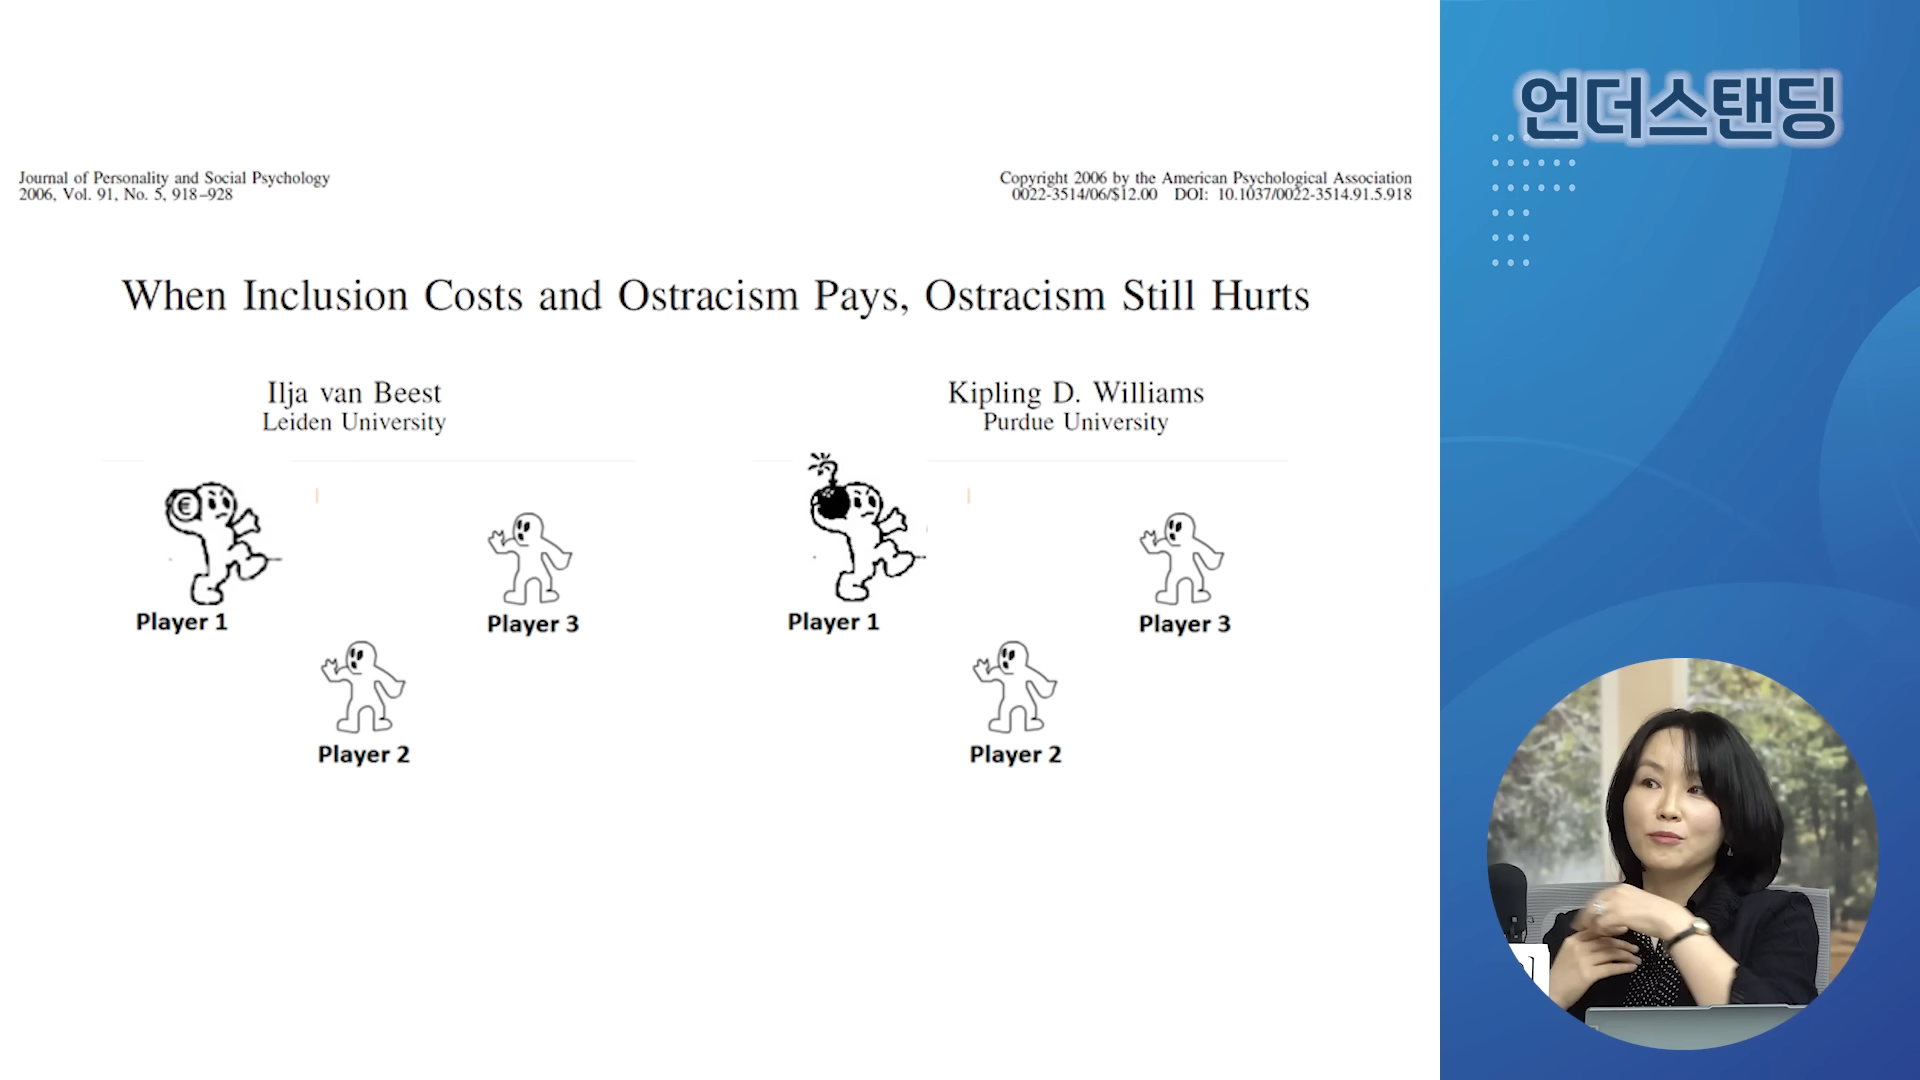 언더스탠딩
Journal of Personality and Social Psychology
2006, Vol. 91, No. 5, 918–928
Copyright 2006 by the American Psychological Association
0022-3514/06/$12.00 DOI: 10.1037/0022-3514.91.5.918
When Inclusion Costs and Ostracism Pays, Ostracism Still Hurts
Ilja van Beest
Leiden University
Kipling D. Williams
Purdue University
€
Player 1
Player 3
Player 2
Player 1
Player 3
Player 2